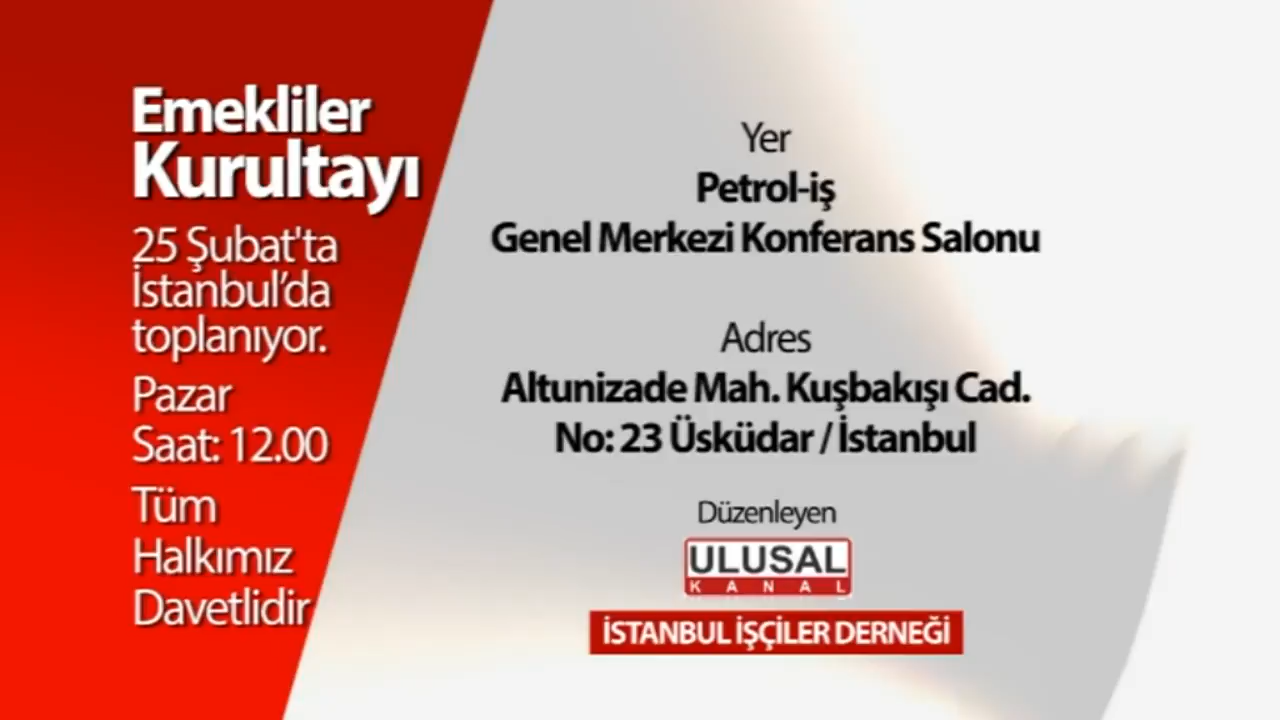 Emekliler
Kurultayı
25 Şubat'ta
İstanbul’da
toplanıyor.
Pazar
Saat: 12.00
Tüm
Halkımız
Davetlidir
Yer
Petrol-iş
Genel Merkezi Konferans Salonu
Adres
Altunizade Mah. Kuşbakışı Cad.
No: 23 Üsküdar / İstanbul
Düzenleyen
ULUSAL
KANAL
İSTANBUL İŞÇİLER DERNEĞİ